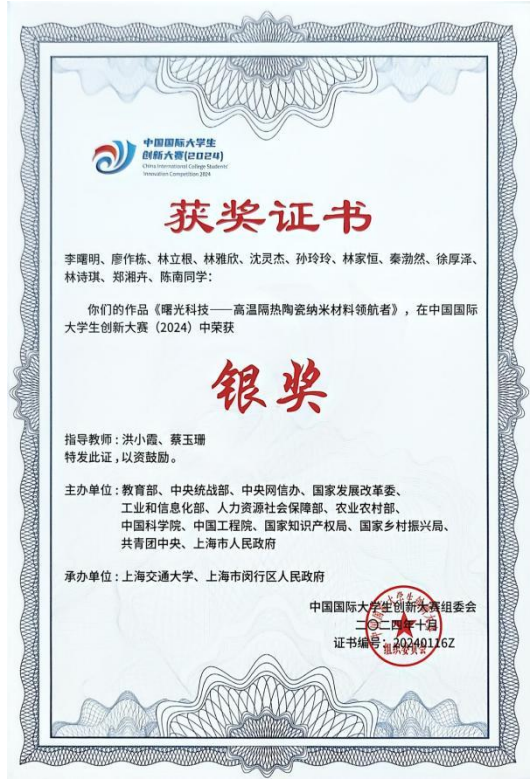 中国国际大学生
创新大赛(2024)
China International College Students'
Innovation Competition 2024
获奖证书
李曙明、廖作栋、林立根、林雅欣、沈灵杰、孙玲玲、林家恒、秦渤然、徐厚泽、
林诗琪、郑湘卉、陈南同学：
你们的作品《曙光科技——高温隔热陶瓷纳米材料领航者》，在中国国际
大学生创新大赛（2024）中荣获
银奖
指导教师：洪小霞、蔡玉珊
特发此证，以资鼓励。
主办单位：教育部、中央统战部、中央网信办、国家发展改革委、
工业和信息化部、人力资源社会保障部、农业农村部、
中国科学院、中国工程院、国家知识产权局、国家乡村振兴局、
共青团中央、上海市人民政府
承办单位：上海交通大学、上海市闵行区人民政府
中国国际大学生创新大赛组委会
二〇二四年十月
证书编号：20240116Z
组织委员会